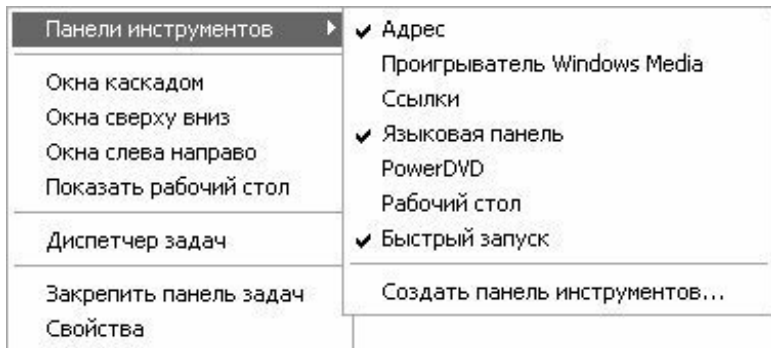 Панели инструментов
Окна каскадом
Окна сверху вниз
Окна слева направо
Показать рабочий стол
Диспетчер задач
Закрепить панель задач
Свойства
Адрес
Проигрыватель Windows Media
Ссылки
Языковая панель
PowerDVD
Рабочий стол
Быстрый запуск
Создать панель инструментов...